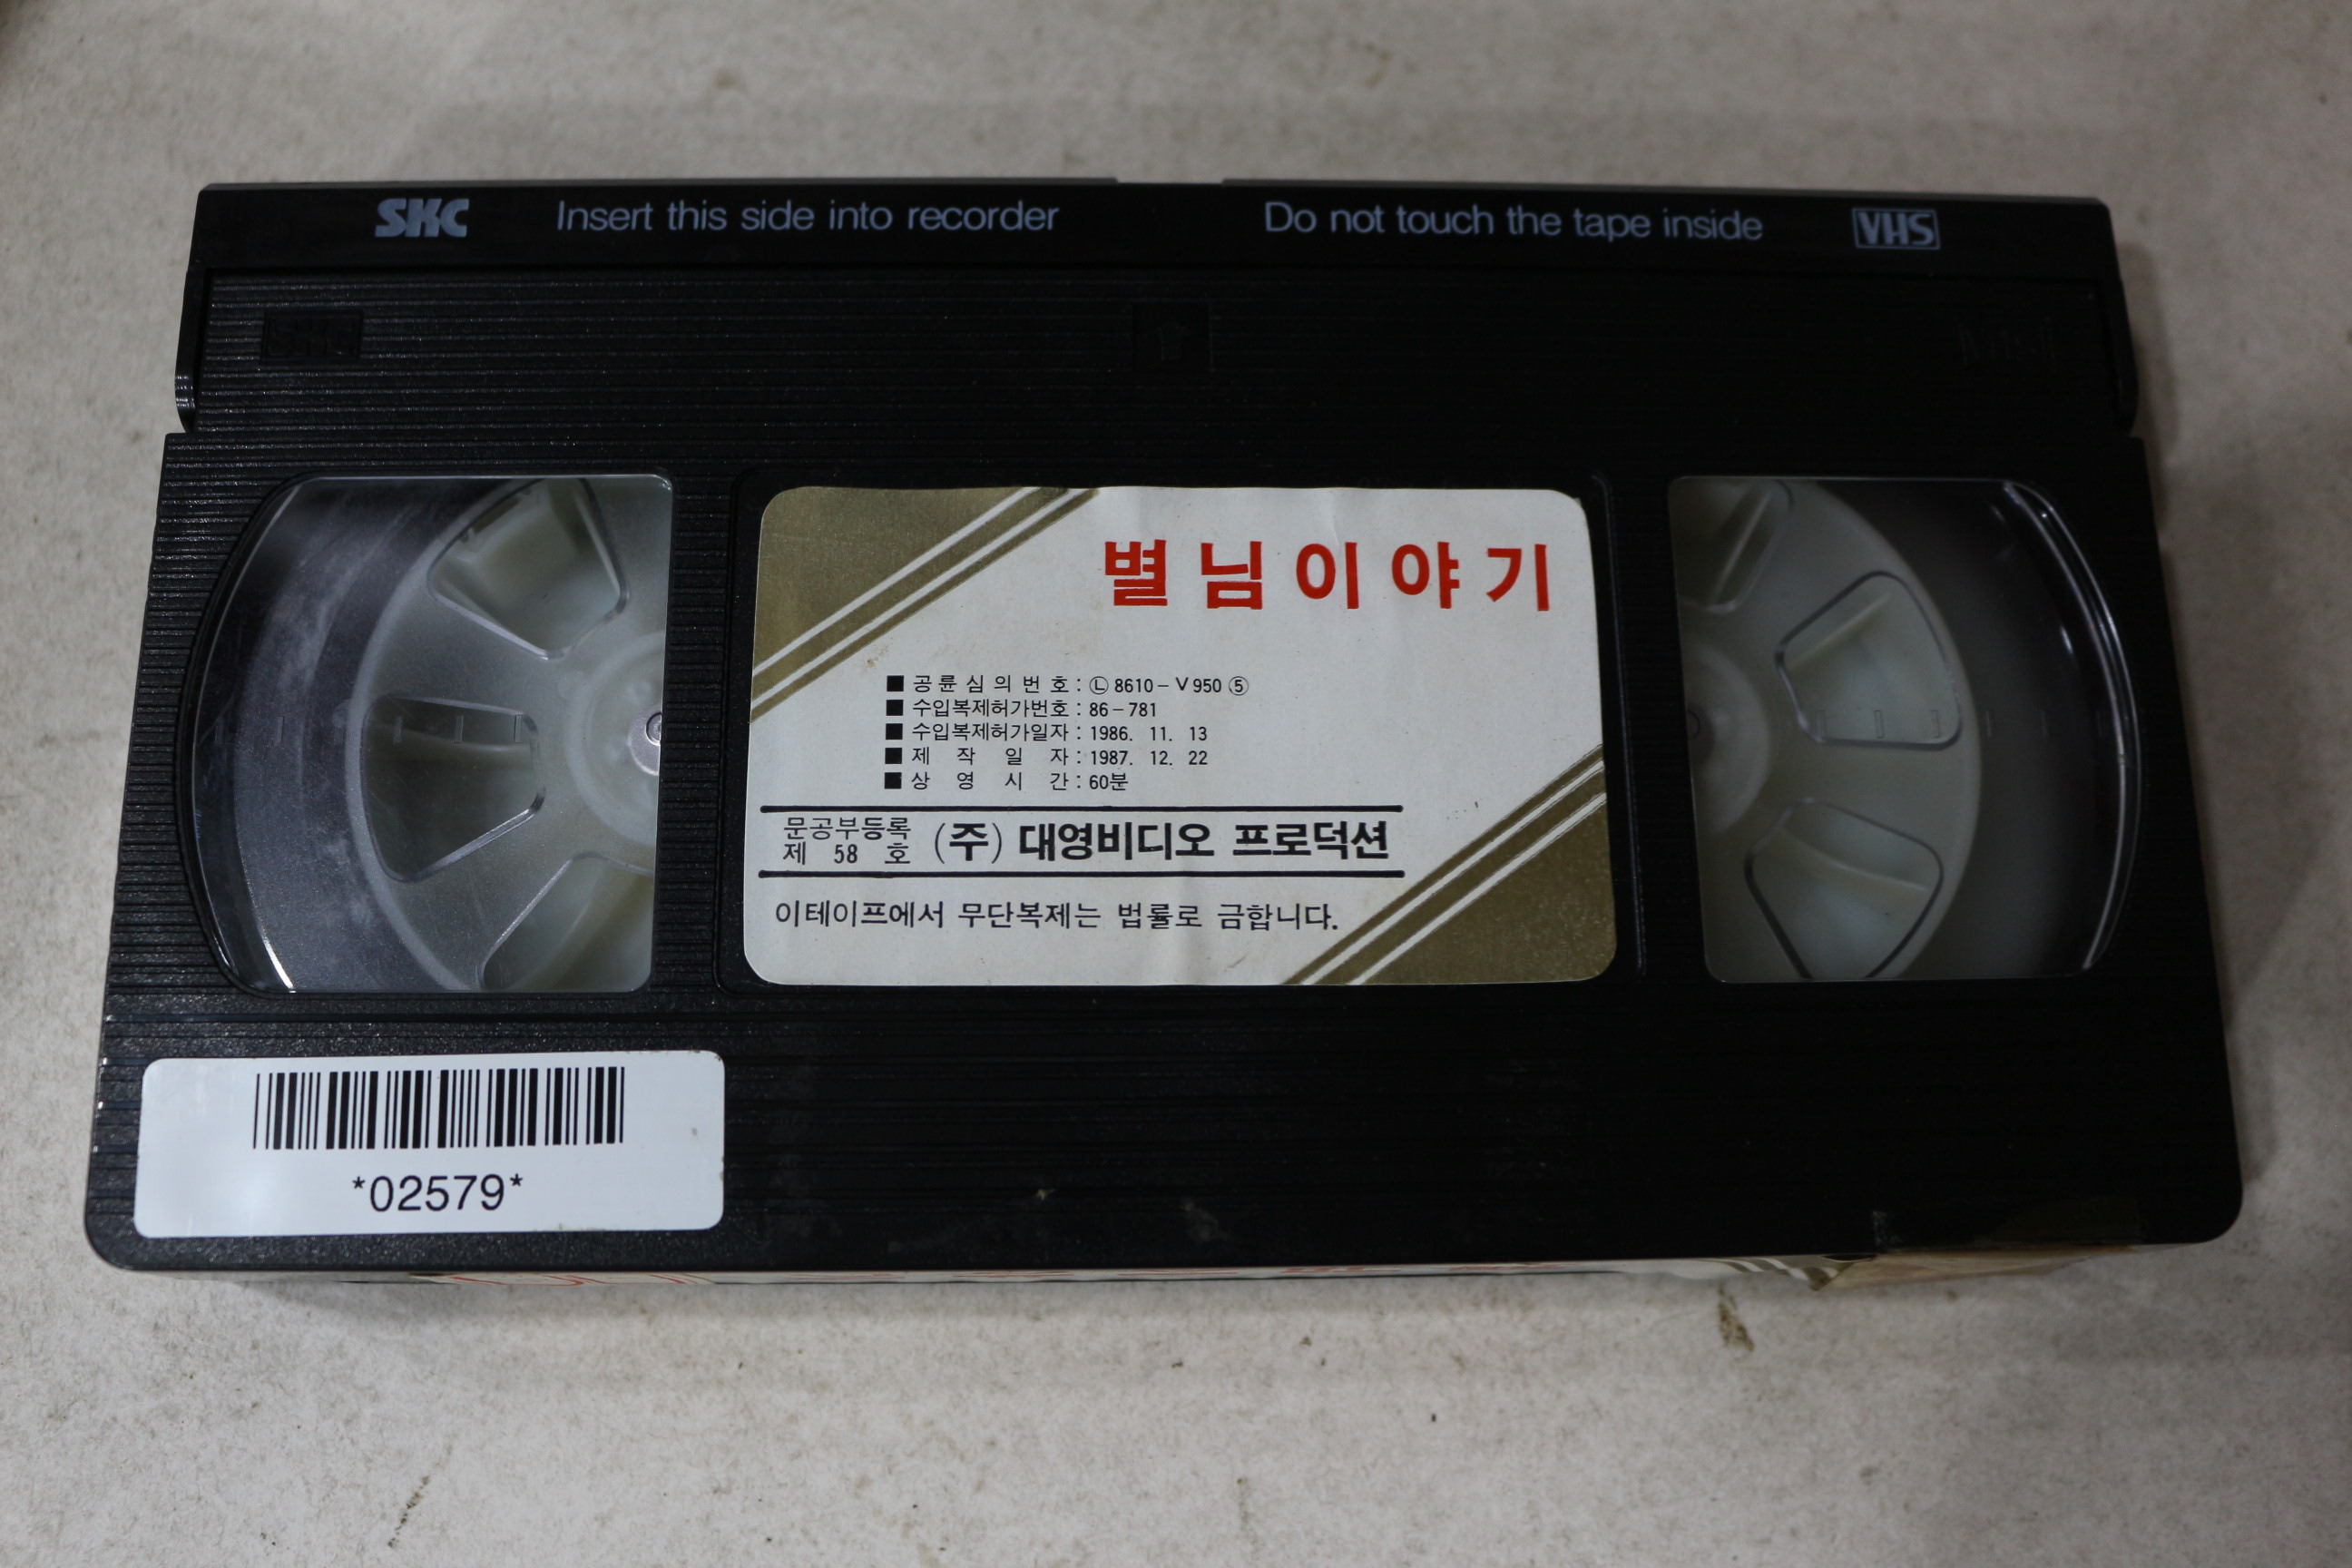 SKC Insert this side into recorder Do not touch the tape inside VHS
SKC
별님이야기
■ 공륜심의번호 : Ⓛ 8610－V 950 ⑤
■ 수입복제허가번호 : 86－781
■ 수입복제허가일자 : 1986. 11. 13
■ 제작일자 : 1987. 12. 22
■ 상영시간 : 60분
문공부등록
제 58 호
(주) 대영비디오 프로덕션
이테이프에서 무단복제는 법률로 금합니다.
*02579*